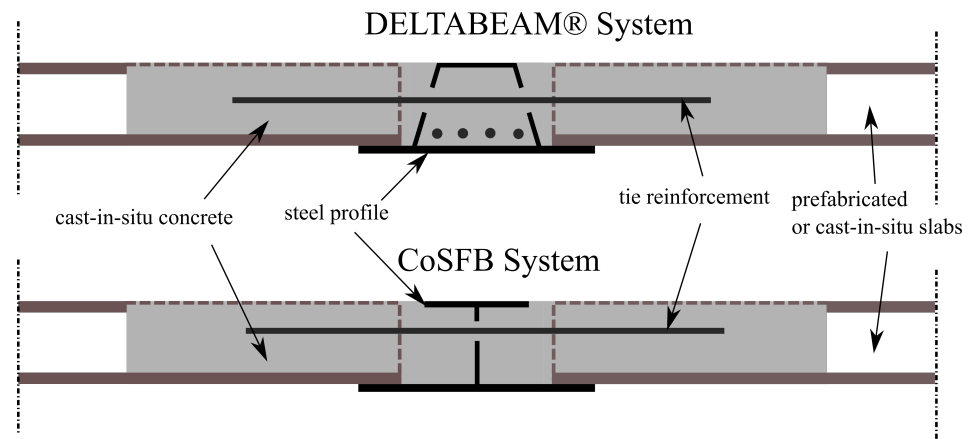 DELTABEAM® System
tie reinforcement
prefabricated
or cast-in-situ slabs
cast-in-situ concrete
steel profile
CoSFB System